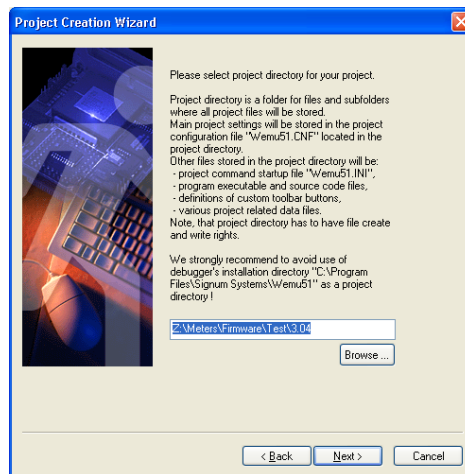 Project Creation Wizard
Please select project directory for your project.
Project directory is a folder for files and subfolders
where all project files will be stored.
Main project settings will be stored in the project
configuration file "Wemu51.CNF" located in the
project directory.
Other files stored in the project directory will be:
- project command startup file "Wemu51.INI",
- program executable and source code files,
- definitions of custom toolbar buttons,
- various project related data files.
Note, that project directory has to have file create
and write rights.
We strongly recommend to avoid use of
debugger's installation directory "C:\Program
Files\Signum Systems\Wemu51" as a project
directory !
Z:\Meters\Firmware\Test\3.04
Browse ...
< Back
Next >
Cancel